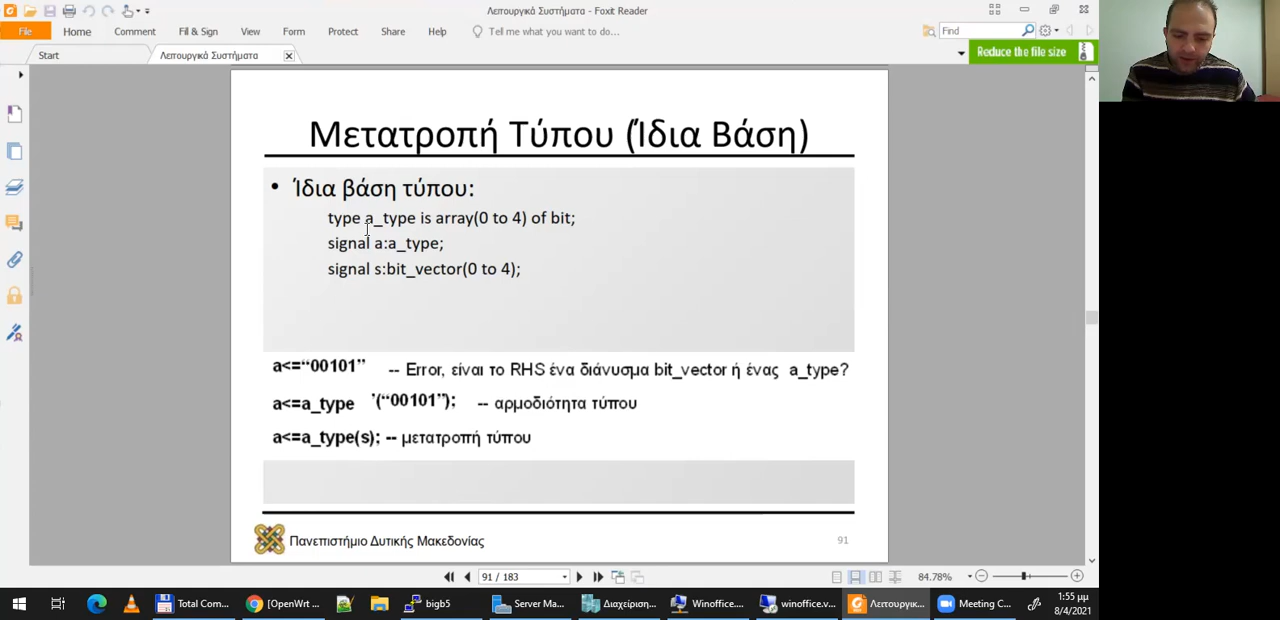 Λειτουργικά Συστήματα - Foxit Reader
File Home Comment Fill & Sign View Form Protect Share Help Tell me what you want to do... Find
Start Λειτουργικά Συστήματα Reduce the file size
Μετατροπή Τύπου (Ίδια Βάση)
• Ίδια βάση τύπου:
type a_type is array(0 to 4) of bit;
signal a:a_type;
signal s:bit_vector(0 to 4);
a<=“00101” -- Error, είναι το RHS ένα διάνυσμα bit_vector ή ένας a_type?
a<=a_type ’(“00101”); -- αρμοδιότητα τύπου
a<=a_type(s); -- μετατροπή τύπου
Πανεπιστήμιο Δυτικής Μακεδονίας 91
91 / 183 84.78%
Total Com... [OpenWrt ... bigb5 Server Ma... Διαχείριση... Winoffice.... winoffice.v... Λειτουργικ... Meeting C... 1:55 μμ
8/4/2021